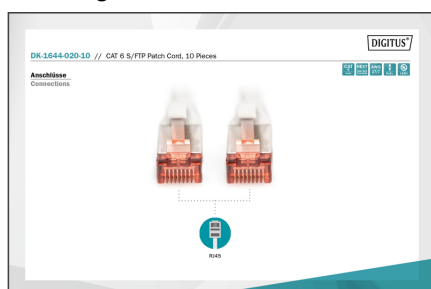 DIGITUS®
DK-1644-020-10 // CAT 6 S/FTP Patch Cord, 10 Pieces
Anschlüsse
Connections
RJ45